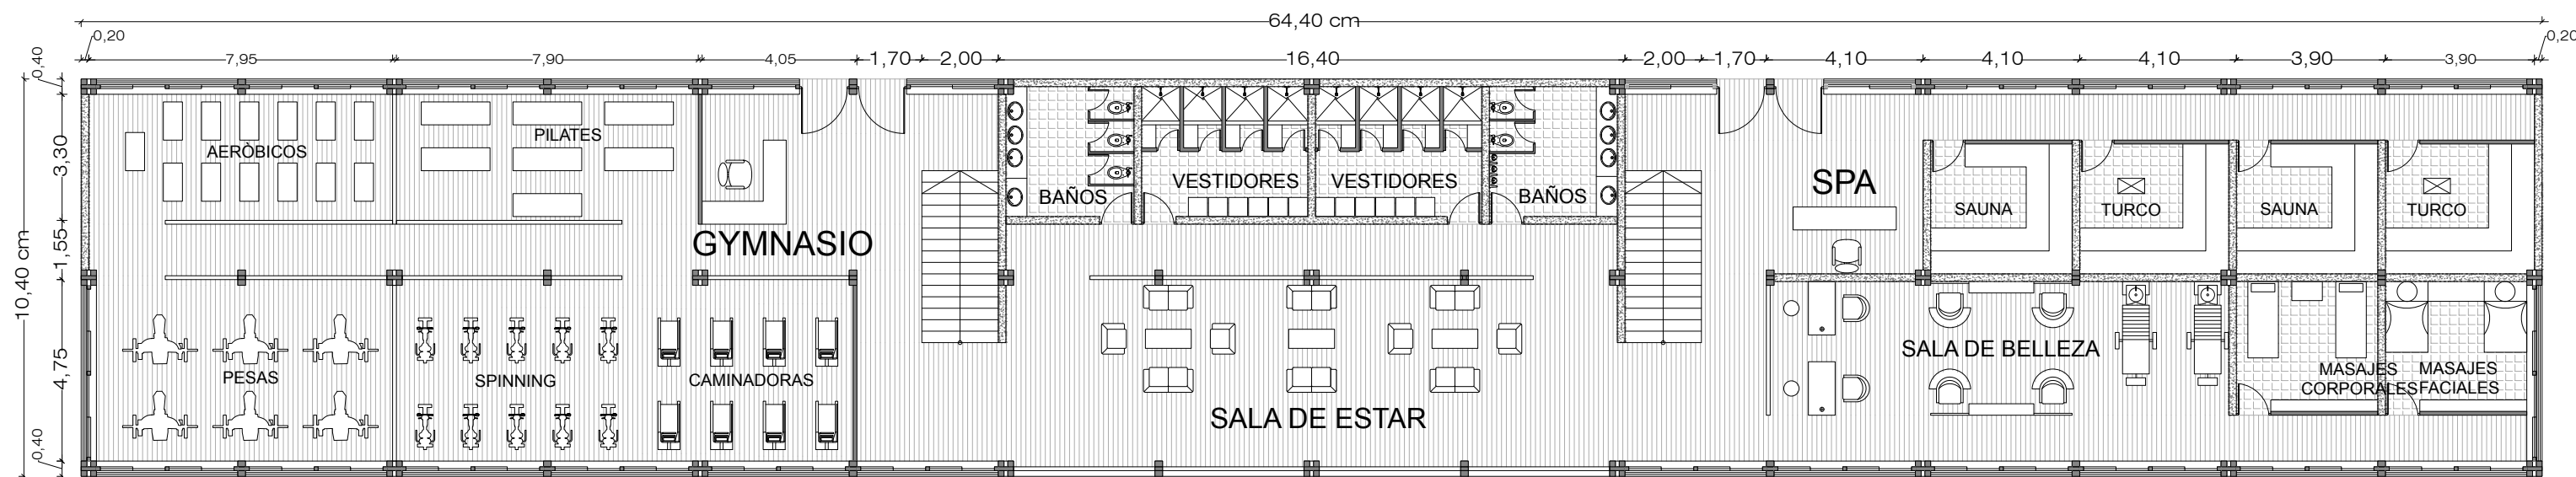 64,40 cm
0,20
0,20
7,95
7,90
4,05
1,70
2,00
16,40
2,00
1,70
4,10
4,10
4,10
3,90
3,90
0,40
10,40 cm
3,30
1,55
4,75
0,40
AERÒBICOS
PILATES
GYMNASIO
BAÑOS
VESTIDORES
VESTIDORES
BAÑOS
SPA
SAUNA
TURCO
SAUNA
TURCO
PESAS
SPINNING
CAMINADORAS
SALA DE ESTAR
SALA DE BELLEZA
MASAJES
CORPORALES
MASAJES
FACIALES